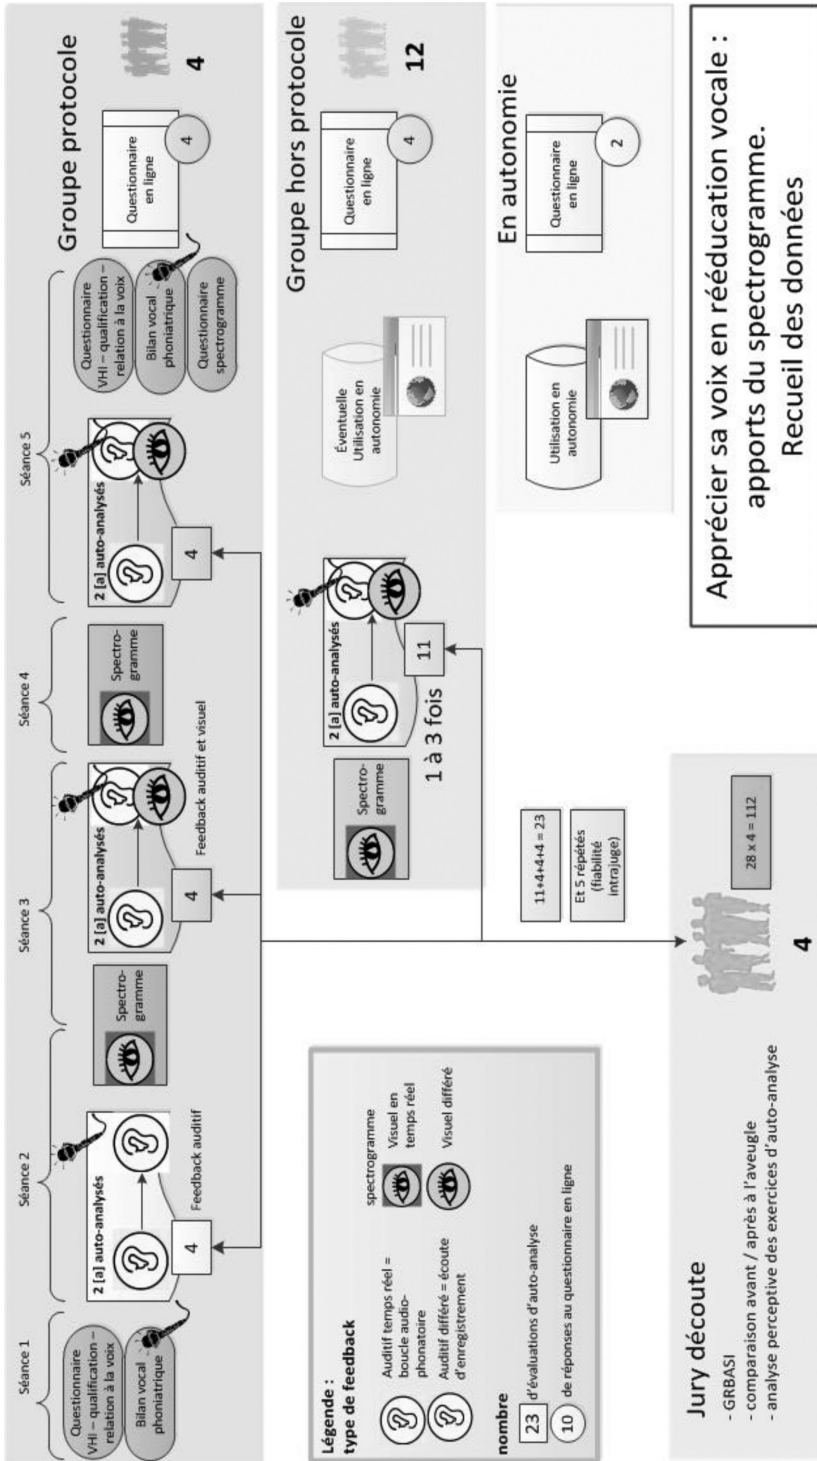 Séance 1
Séance 2
Séance 3
Séance 4
Séance 5
Groupe protocole
4
Questionnaire
VHI – qualification –
relation à la voix
Bilan vocal
phoniatrique
2 [a] auto-analysés
4
Feedback auditif
Spectro-
gramme
2 [a] auto-analysés
4
Feedback auditif et visuel
Spectro-
gramme
2 [a] auto-analysés
4
Questionnaire
VHI – qualification –
relation à la voix
Bilan vocal
phoniatrique
Questionnaire
spectrogramme
Questionnaire
en ligne
4
Groupe hors protocole
12
Spectro-
gramme
2 [a] auto-analysés
11
1 à 3 fois
Éventuelle
Utilisation en
autonomie
Questionnaire
en ligne
4
En autonomie
Utilisation en
autonomie
Questionnaire
en ligne
2
Légende :
type de feedback
Auditif temps réel =
boucle audio-
phonatoire
Auditif différé = écoute
d'enregistrement
spectrogramme
Visuel en
temps réel
Visuel différé
nombre
23
d'évaluations d'auto-analyse
10
de réponses au questionnaire en ligne
11+4+4+4 = 23
Et 5 répétés
(fiabilité
intrajuge)
Jury découte
- GRBASI
- comparaison avant / après à l'aveugle
- analyse perceptive des exercices d'auto-analyse
4
28 x 4 = 112
Apprécier sa voix en rééducation vocale :
apports du spectrogramme.
Recueil des données